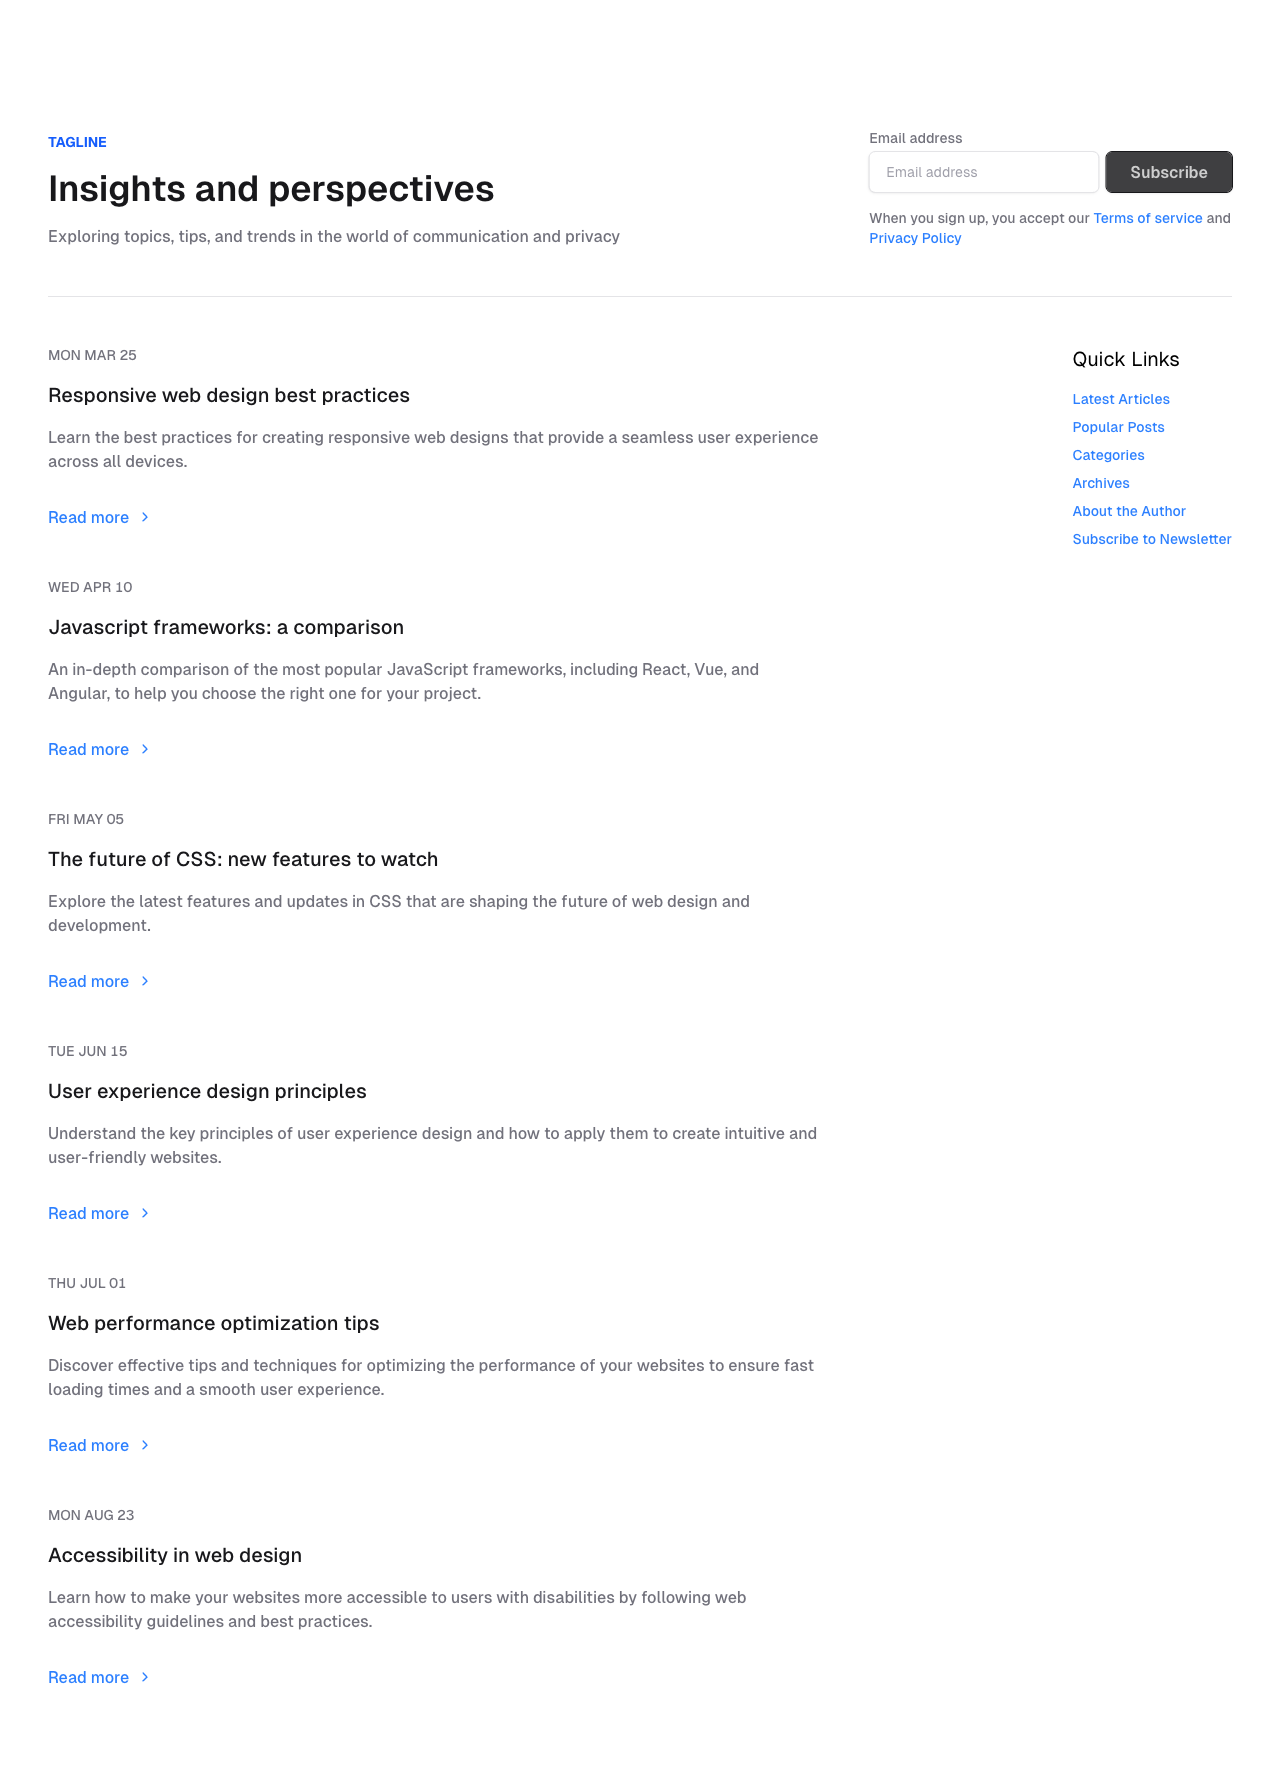 TAGLINE
Insights and perspectives
Exploring topics, tips, and trends in the world of communication and privacy
Email address
Email address
Subscribe
When you sign up, you accept our Terms of service and
Privacy Policy
MON MAR 25
Responsive web design best practices
Learn the best practices for creating responsive web designs that provide a seamless user experience
across all devices.
Read more
WED APR 10
Javascript frameworks: a comparison
An in-depth comparison of the most popular JavaScript frameworks, including React, Vue, and
Angular, to help you choose the right one for your project.
Read more
FRI MAY 05
The future of CSS: new features to watch
Explore the latest features and updates in CSS that are shaping the future of web design and
development.
Read more
TUE JUN 15
User experience design principles
Understand the key principles of user experience design and how to apply them to create intuitive and
user-friendly websites.
Read more
THU JUL 01
Web performance optimization tips
Discover effective tips and techniques for optimizing the performance of your websites to ensure fast
loading times and a smooth user experience.
Read more
MON AUG 23
Accessibility in web design
Learn how to make your websites more accessible to users with disabilities by following web
accessibility guidelines and best practices.
Read more
Quick Links
Latest Articles
Popular Posts
Categories
Archives
About the Author
Subscribe to Newsletter